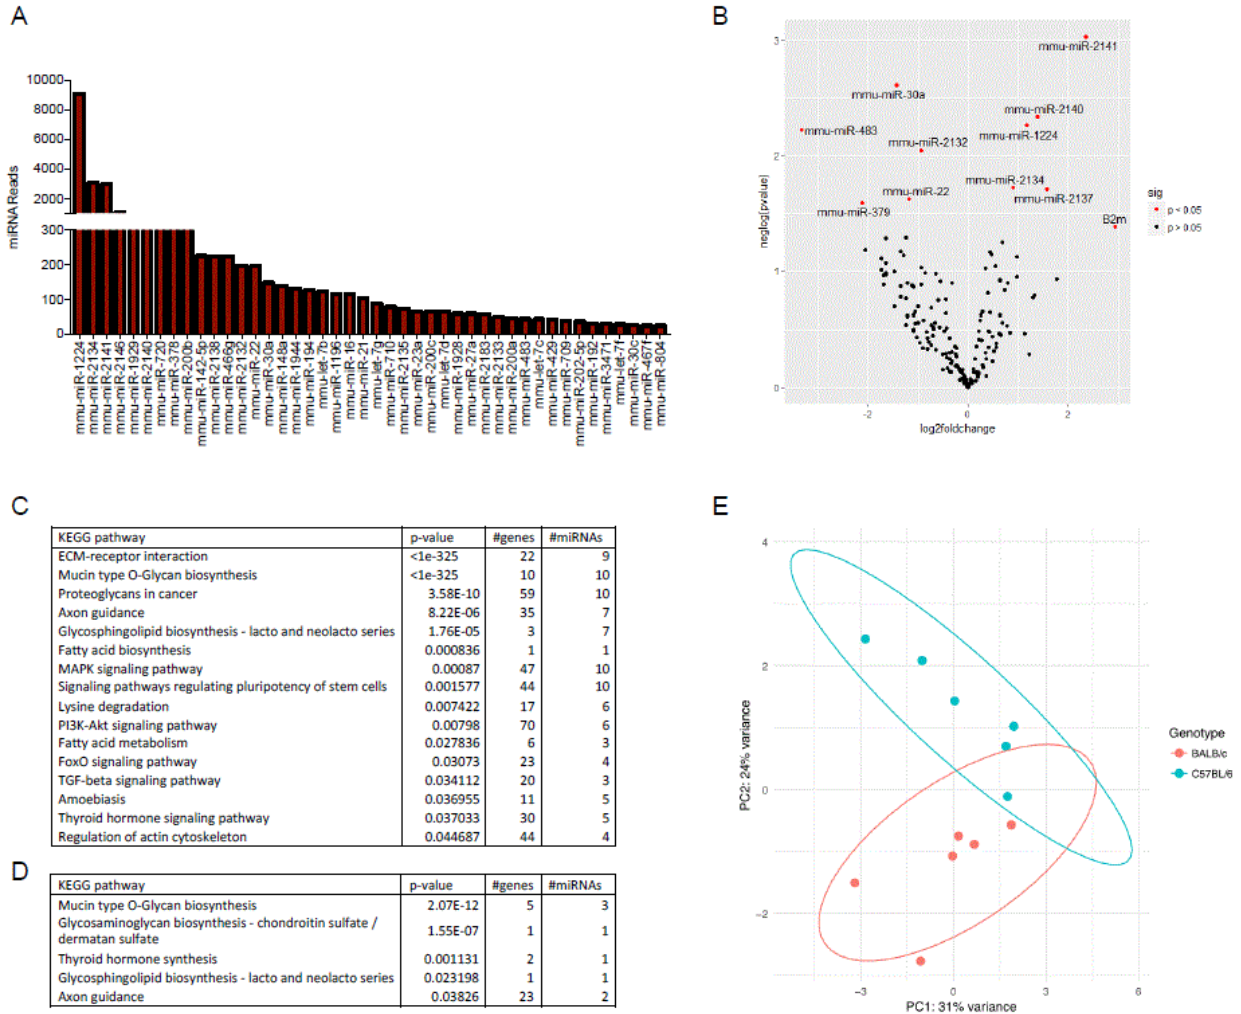 A
10000
8000
6000
4000
2000
300
200
100
0
miRNA Reads
mmu-miR-1224
mmu-miR-2134
mmu-miR-2141
mmu-miR-2146
mmu-miR-1929
mmu-miR-2140
mmu-miR-720
mmu-miR-378
mmu-miR-200b
mmu-miR-142-5p
mmu-miR-2138
mmu-miR-466g
mmu-miR-2132
mmu-miR-22
mmu-miR-30a
mmu-miR-148a
mmu-miR-1944
mmu-miR-194
mmu-let-7b
mmu-miR-196
mmu-miR-16
mmu-miR-21
mmu-let-7g
mmu-miR-710
mmu-miR-2135
mmu-miR-23a
mmu-miR-200c
mmu-let-7d
mmu-miR-1928
mmu-miR-27a
mmu-miR-2183
mmu-miR-2133
mmu-miR-200a
mmu-miR-483
mmu-let-7c
mmu-miR-429
mmu-miR-709
mmu-miR-202-5p
mmu-miR-192
mmu-miR-3471
mmu-let-7f
mmu-miR-30c
mmu-miR-467f
mmu-miR-804
B
3
2
1
0
neglog[pvalue]
mmu-miR-2141
mmu-miR-30a
mmu-miR-2140
mmu-miR-483
mmu-miR-1224
mmu-miR-2132
mmu-miR-2134
mmu-miR-22
mmu-miR-2137
mmu-miR-379
B2m
-2 0 2
log2foldchange
sig
p < 0.05
p > 0.05
C
KEGG pathway p-value #genes #miRNAs
ECM-receptor interaction <1e-325 22 9
Mucin type O-Glycan biosynthesis <1e-325 10 10
Proteoglycans in cancer 3.58E-10 59 10
Axon guidance 8.22E-06 35 7
Glycosphingolipid biosynthesis - lacto and neolacto series 1.76E-05 3 7
Fatty acid biosynthesis 0.000836 1 1
MAPK signaling pathway 0.00087 47 10
Signaling pathways regulating pluripotency of stem cells 0.001577 44 10
Lysine degradation 0.007422 17 6
PI3K-Akt signaling pathway 0.00798 70 6
Fatty acid metabolism 0.027836 6 3
FoxO signaling pathway 0.03073 23 4
TGF-beta signaling pathway 0.034112 20 3
Amoebiasis 0.036955 11 5
Thyroid hormone signaling pathway 0.037033 30 5
Regulation of actin cytoskeleton 0.044687 44 4
D
KEGG pathway p-value #genes #miRNAs
Mucin type O-Glycan biosynthesis 2.07E-12 5 3
Glycosaminoglycan biosynthesis - chondroitin sulfate /
dermatan sulfate 1.55E-07 1 1
Thyroid hormone synthesis 0.001131 2 1
Glycosphingolipid biosynthesis - lacto and neolacto series 0.023198 1 1
Axon guidance 0.03826 23 2
E
4
2
0
−2
PC2: 24% variance
−3 0 3 6
PC1: 31% variance
Genotype
BALB/c
C57BL/6